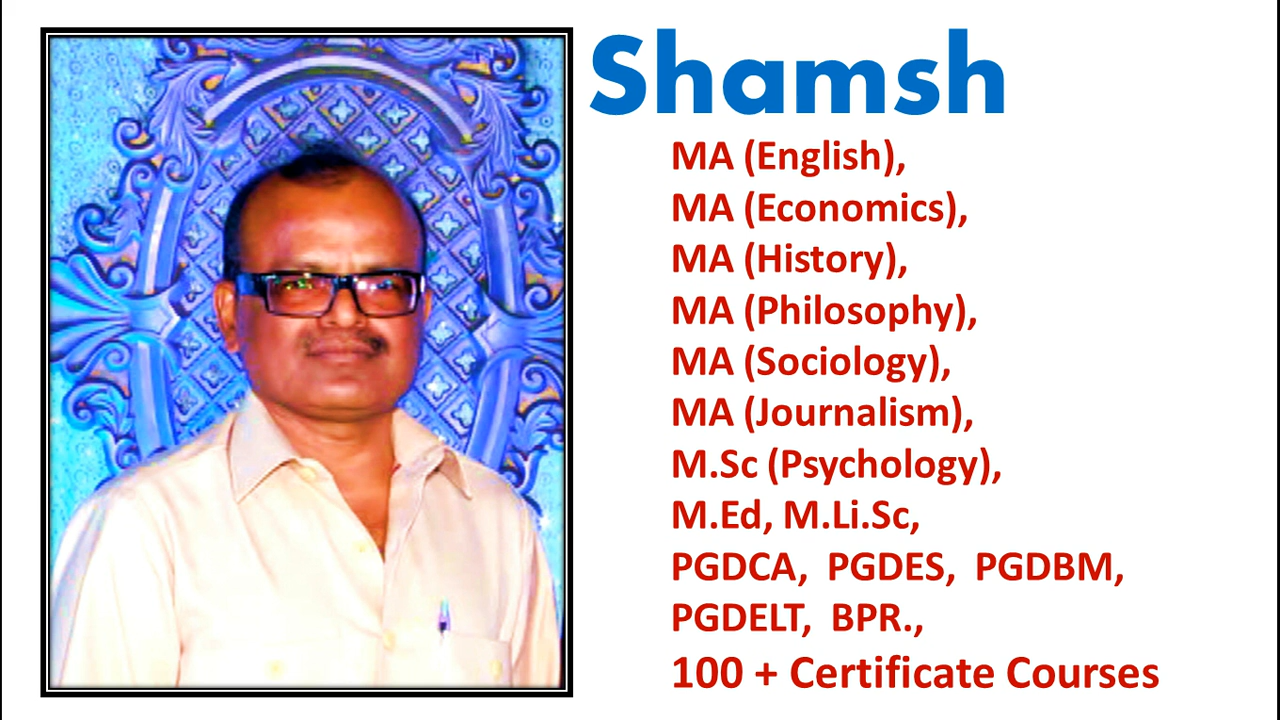 Shamsh
MA (English),
MA (Economics),
MA (History),
MA (Philosophy),
MA (Sociology),
MA (Journalism),
M.Sc (Psychology),
M.Ed, M.Li.Sc,
PGDCA, PGDES, PGDBM,
PGDELT, BPR.,
100 + Certificate Courses